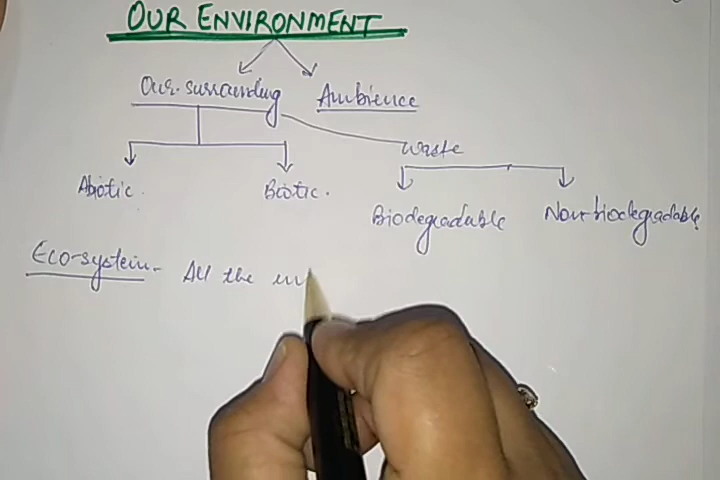 OUR ENVIRONMENT
Our surrounding Ambience
Waste
Abiotic. Biotic.
Biodegradable Non-biodegradable
Eco-system- All the